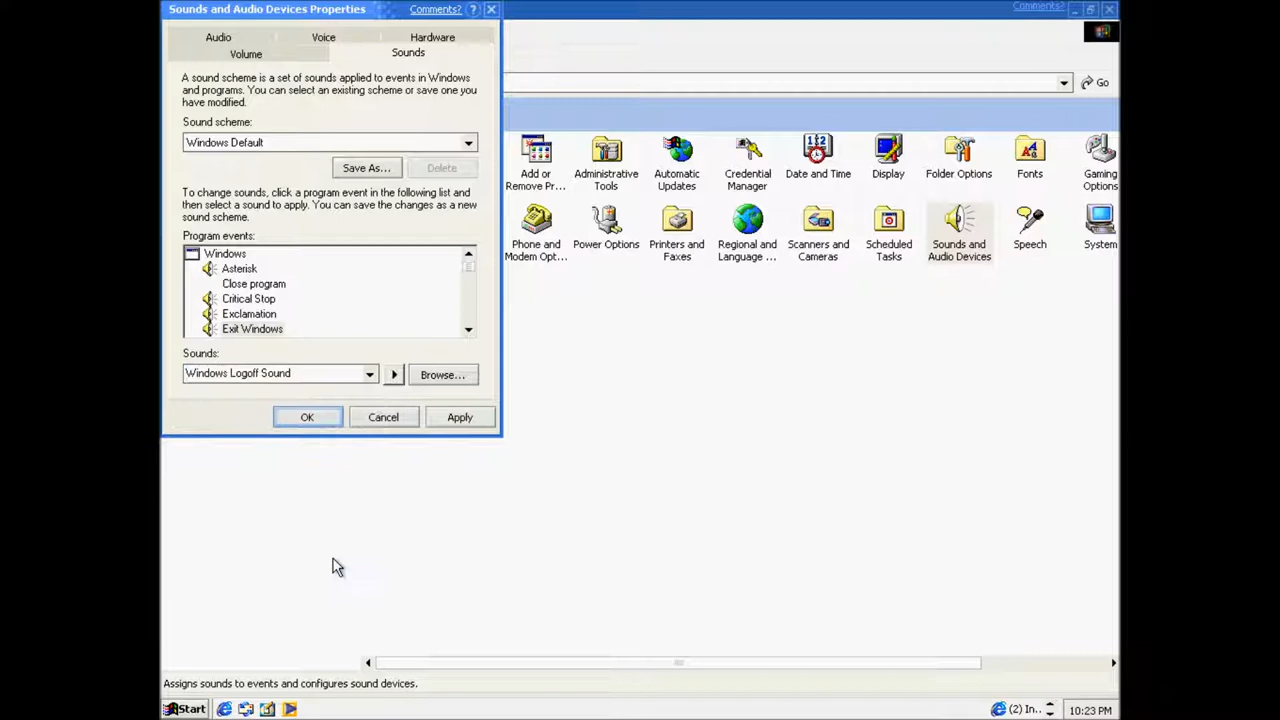 Sounds and Audio Devices Properties Comments? ?
Comments?
Audio Voice Hardware
Volume Sounds
A sound scheme is a set of sounds applied to events in Windows
and programs. You can select an existing scheme or save one you
have modified.
Sound scheme:
Windows Default
Save As... Delete
To change sounds, click a program event in the following list and
then select a sound to apply. You can save the changes as a new
sound scheme.
Program events:
Windows
Asterisk
Close program
Critical Stop
Exclamation
Exit Windows
Sounds:
Windows Logoff Sound
Browse...
OK Cancel Apply
Go
Add or
Remove Pr...
Administrative
Tools
Automatic
Updates
Credential
Manager
Date and Time
Display
Folder Options
Fonts
Gaming
Options
Phone and
Modem Opt...
Power Options
Printers and
Faxes
Regional and
Language ...
Scanners and
Cameras
Scheduled
Tasks
Sounds and
Audio Devices
Speech
System
Assigns sounds to events and configures sound devices.
Start (2) In... 10:23 PM